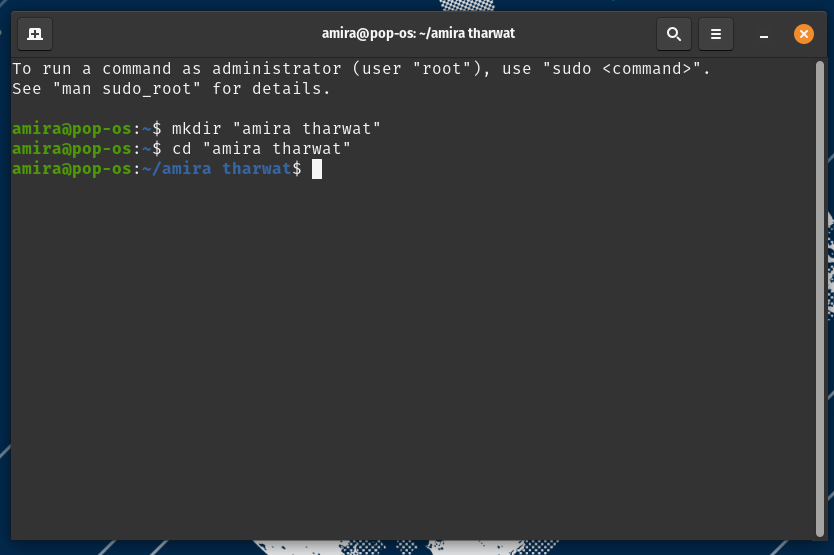 amira@pop-os: ~/amira tharwat
To run a command as administrator (user "root"), use "sudo <command>".
See "man sudo_root" for details.
amira@pop-os:~$ mkdir "amira tharwat"
amira@pop-os:~$ cd "amira tharwat"
amira@pop-os:~/amira tharwat$